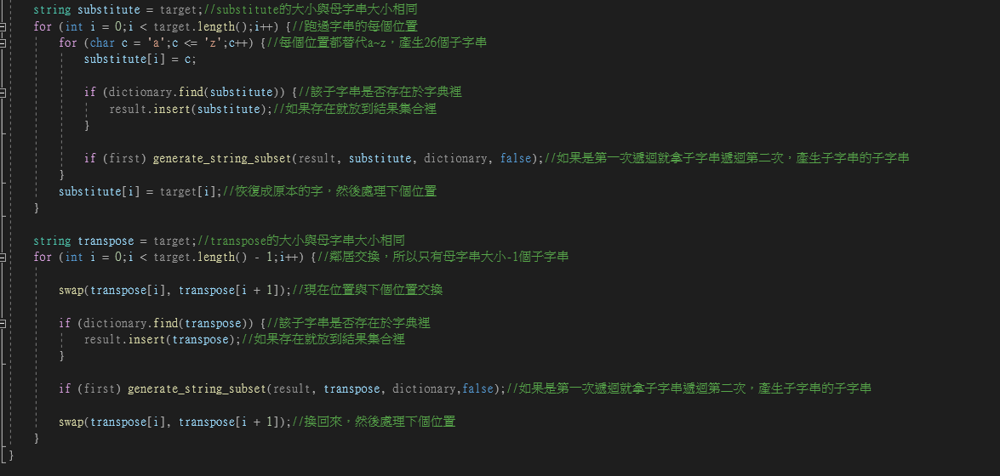 string substitute = target;//substitute的大小與母字串大小相同
for (int i = 0;i < target.length();i++) {//跑過字串的每個位置
for (char c = 'a';c <= 'z';c++) {//每個位置都替代a~z，產生26個子字串
substitute[i] = c;
if (dictionary.find(substitute)) {//該子字串是否存在於字典裡
result.insert(substitute);//如果存在就放到結果集合裡
}
if (first) generate_string_subset(result, substitute, dictionary, false);//如果是第一次遞迴就拿子字串遞迴第二次，產生子字串的子字串
}
substitute[i] = target[i];//恢復成原本的字，然後處理下個位置
}
string transpose = target;//transpose的大小與母字串大小相同
for (int i = 0;i < target.length() - 1;i++) {//鄰居交換，所以只有母字串大小-1個子字串
swap(transpose[i], transpose[i + 1]);//現在位置與下個位置交換
if (dictionary.find(transpose)) {//該子字串是否存在於字典裡
result.insert(transpose);//如果存在就放到結果集合裡
}
if (first) generate_string_subset(result, transpose, dictionary,false);//如果是第一次遞迴就拿子字串遞迴第二次，產生子字串的子字串
swap(transpose[i], transpose[i + 1]);//換回來，然後處理下個位置
}
}